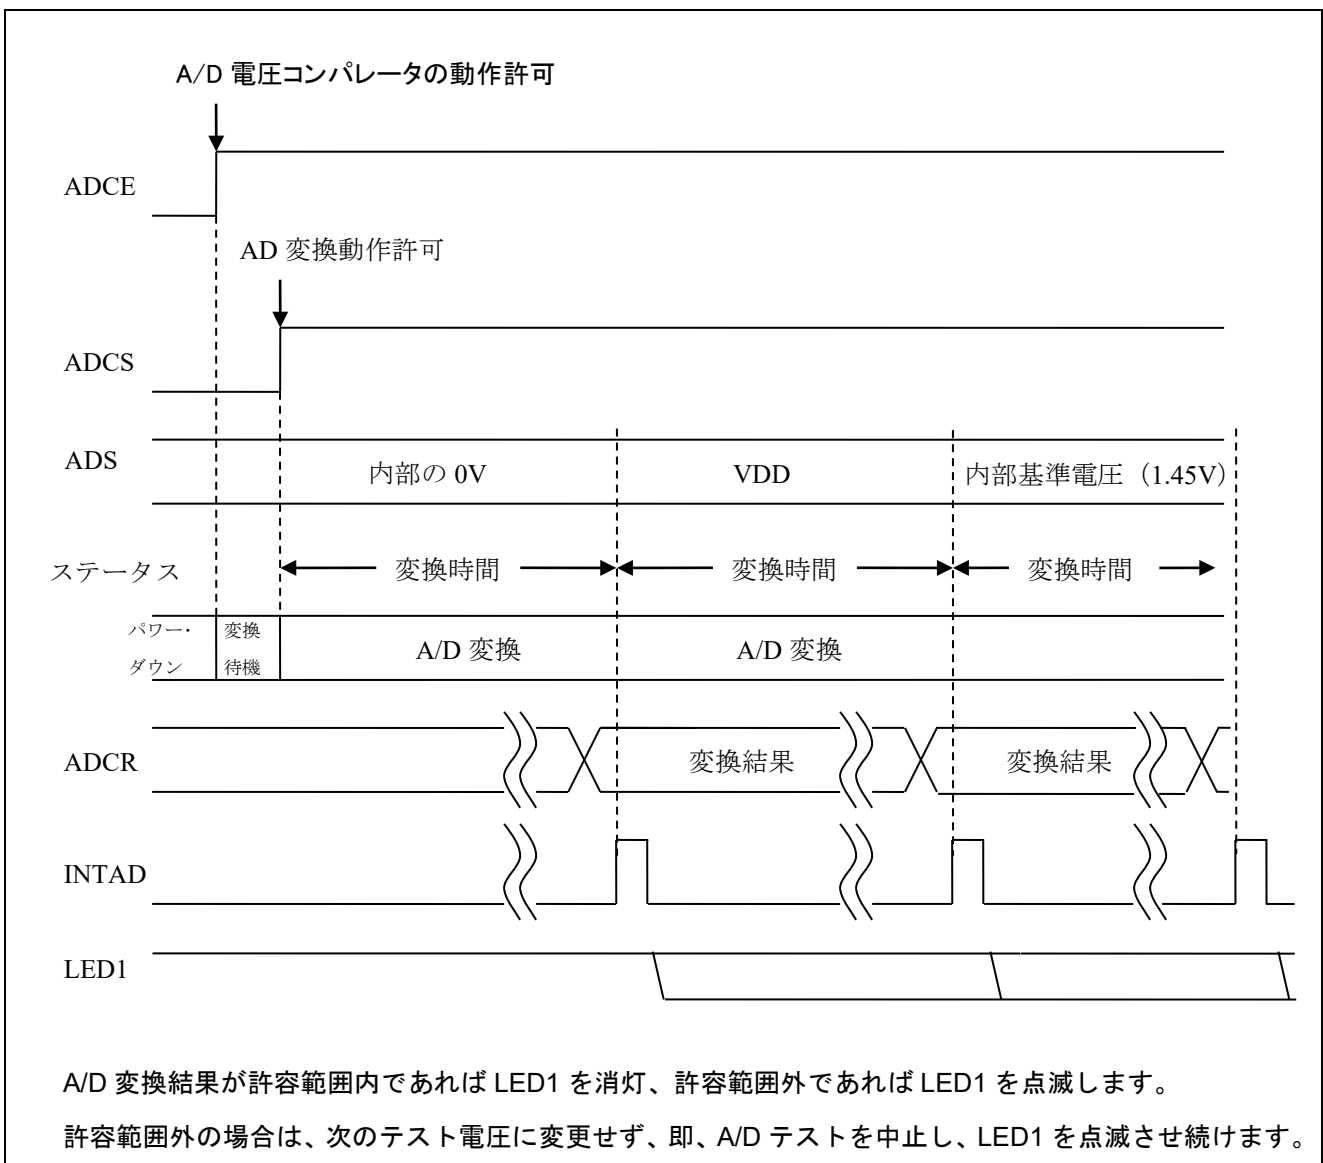 A/D 電圧コンパレータの動作許可
ADCE
AD 変換動作許可
ADCS
ADS
内部の 0V
VDD
内部基準電圧（1.45V）
ステータス
変換時間
変換時間
変換時間
パワー・
ダウン
変換
待機
A/D 変換
A/D 変換
ADCR
変換結果
変換結果
INTAD
LED1
A/D 変換結果が許容範囲内であれば LED1 を消灯、許容範囲外であれば LED1 を点滅します。
許容範囲外の場合は、次のテスト電圧に変更せず、即、A/D テストを中止し、LED1 を点滅させ続けます。